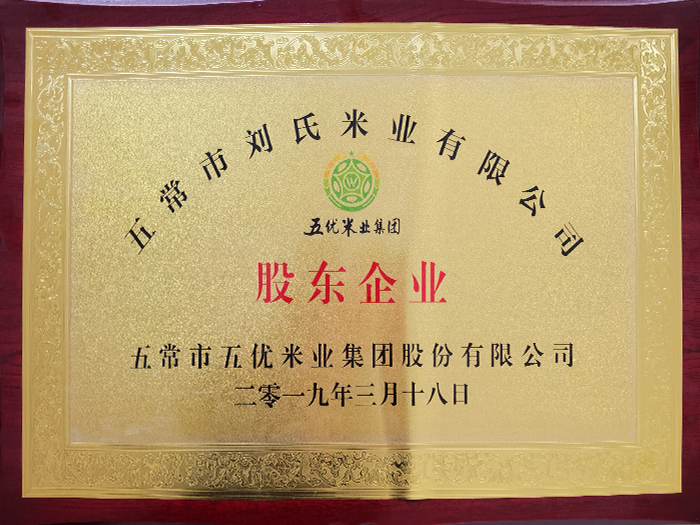 五常市刘氏米业有限公司
五优米业集团
股东企业
五常市五优米业集团股份有限公司
二零一九年三月十八日